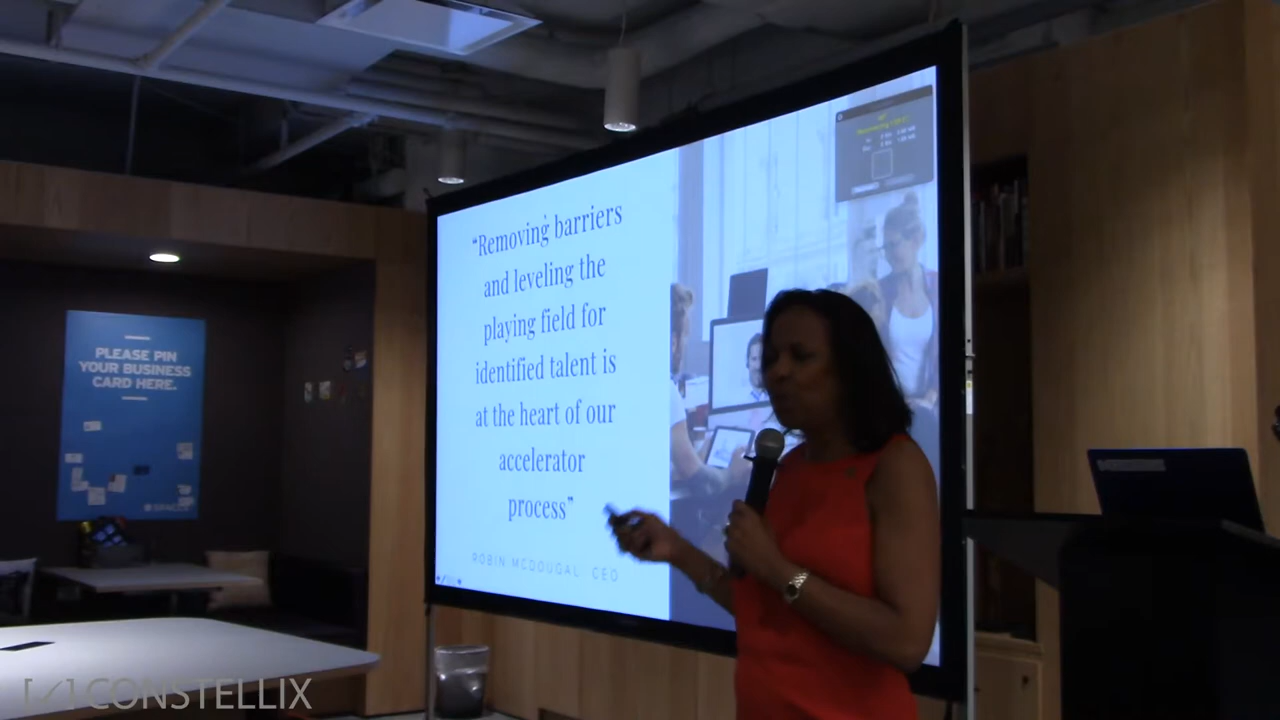 “Removing barriers
and leveling the
playing field for
identified talent is
at the heart of our
accelerator
process”
ROBIN MCDOUGAL CEO
PLEASE PIN
YOUR BUSINESS
CARD HERE.
SPACES
[✓] CONSTELLIX